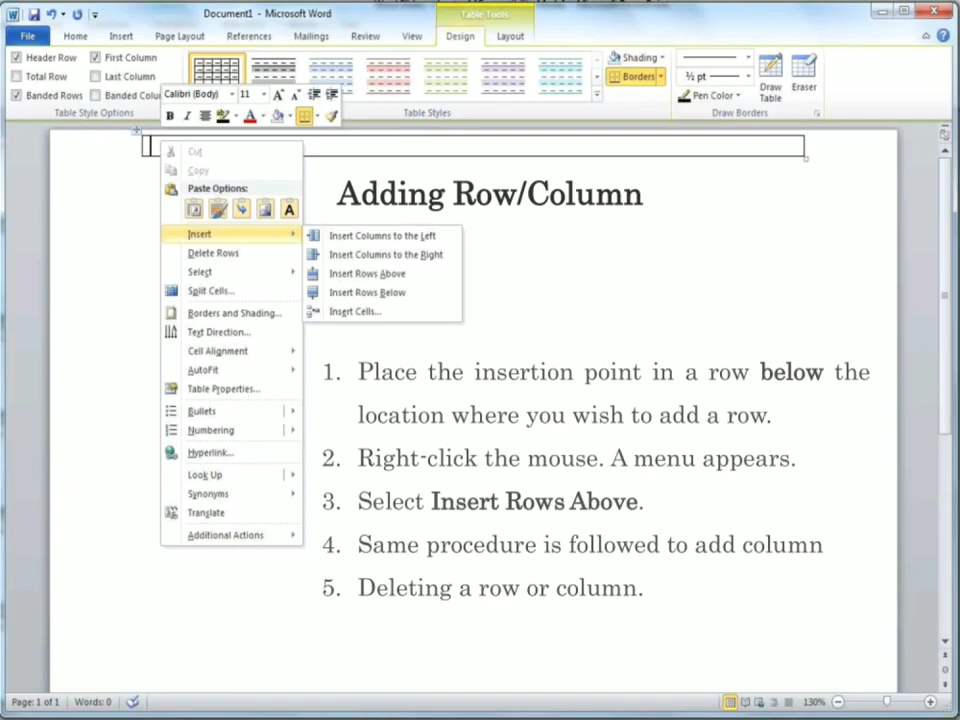 Document1 - Microsoft Word
Table Tools
File Home Insert Page Layout References Mailings Review View Design Layout
Header Row First Column
Total Row Last Column
Banded Rows Banded Colu
Table Style Options
Calibri (Body) 11
Table Styles
Shading
Borders
½ pt
Pen Color
Draw Table
Eraser
Draw Borders
Cut
Copy
Paste Options:
Insert
Delete Rows
Select
Split Cells...
Borders and Shading...
Text Direction...
Cell Alignment
AutoFit
Table Properties...
Bullets
Numbering
Hyperlink...
Look Up
Synonyms
Translate
Additional Actions
Insert Columns to the Left
Insert Columns to the Right
Insert Rows Above
Insert Rows Below
Insert Cells...
Adding Row/Column
1. Place the insertion point in a row below the
location where you wish to add a row.
2. Right-click the mouse. A menu appears.
3. Select Insert Rows Above.
4. Same procedure is followed to add column
5. Deleting a row or column.
Page: 1 of 1 Words: 0 130%